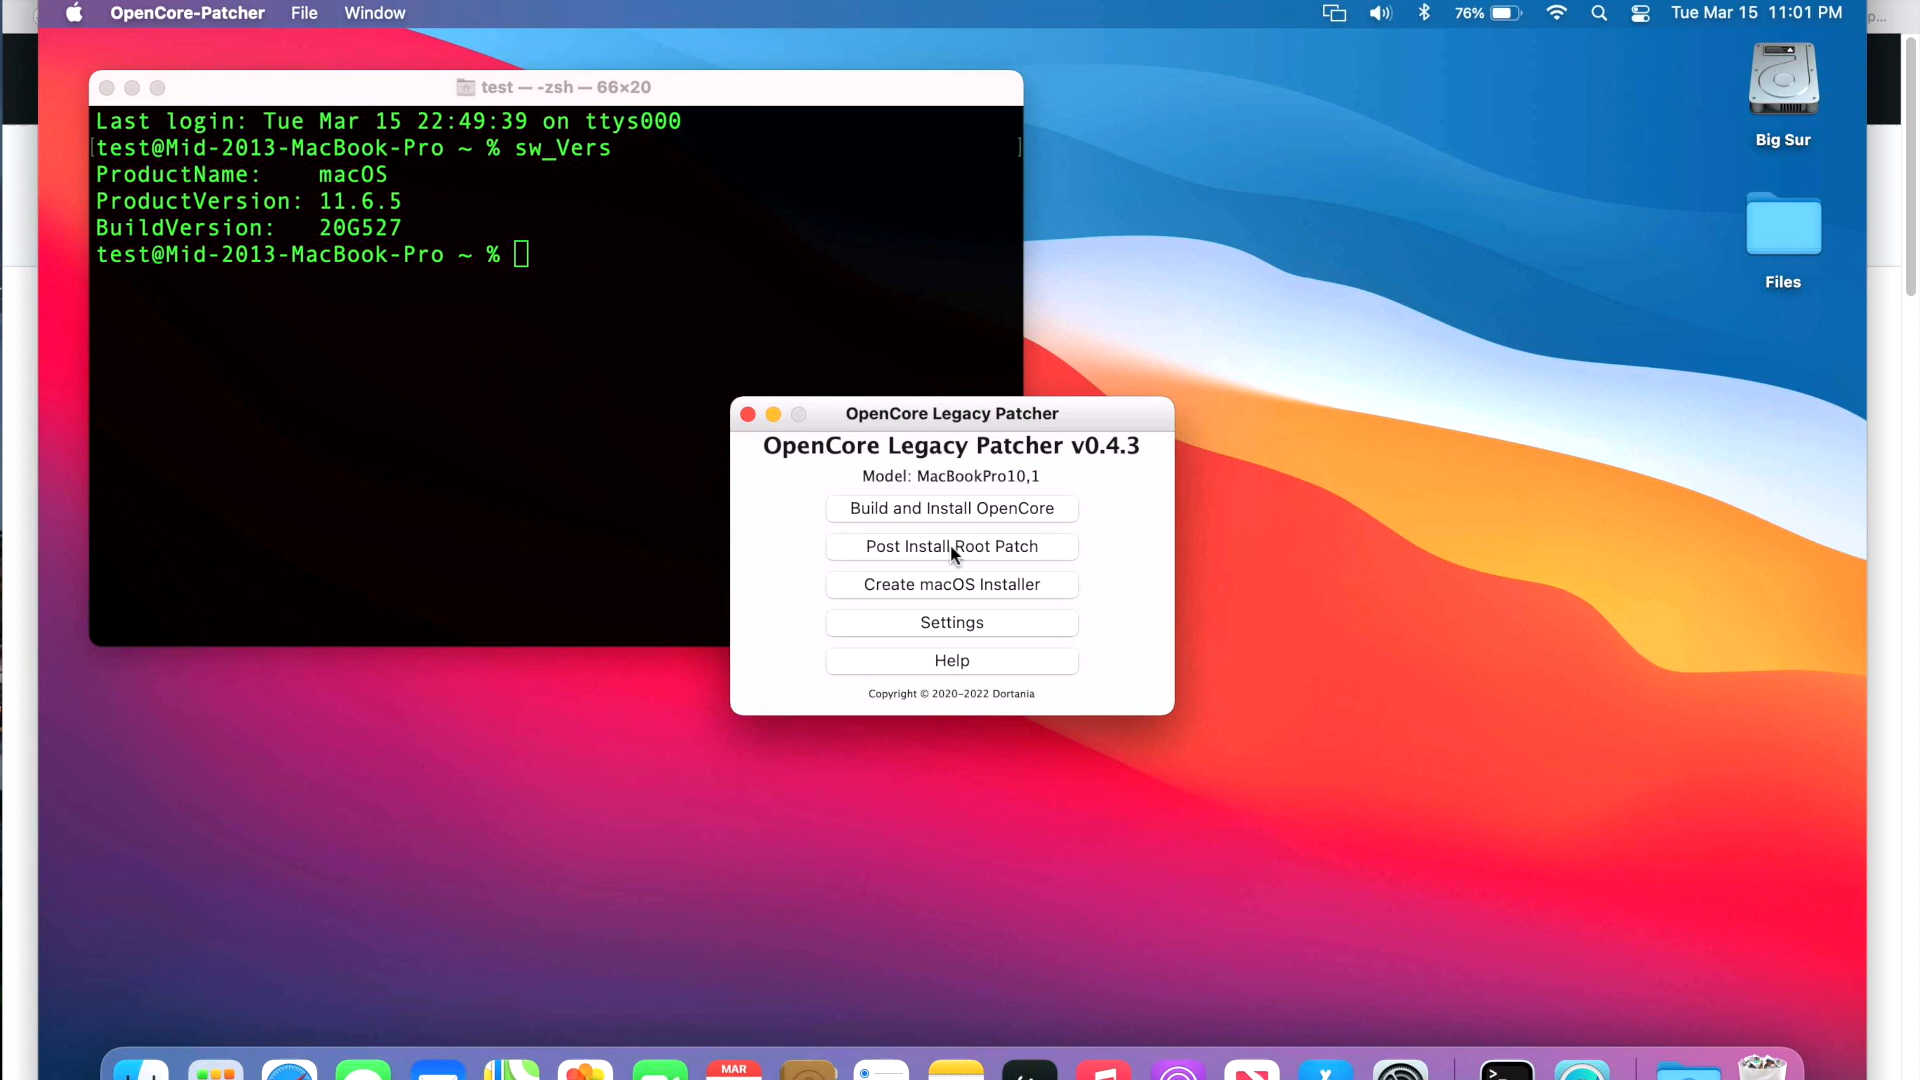 OpenCore-Patcher File Window 76% Tue Mar 15 11:01 PM
test — -zsh — 66×20
Last login: Tue Mar 15 22:49:39 on ttys000
[test@Mid-2013-MacBook-Pro ~ % sw_Vers ]
ProductName: macOS
ProductVersion: 11.6.5
BuildVersion: 20G527
test@Mid-2013-MacBook-Pro ~ %
Big Sur
Files
OpenCore Legacy Patcher
OpenCore Legacy Patcher v0.4.3
Model: MacBookPro10,1
Build and Install OpenCore
Post Install Root Patch
Create macOS Installer
Settings
Help
Copyright © 2020-2022 Dortania
MAR